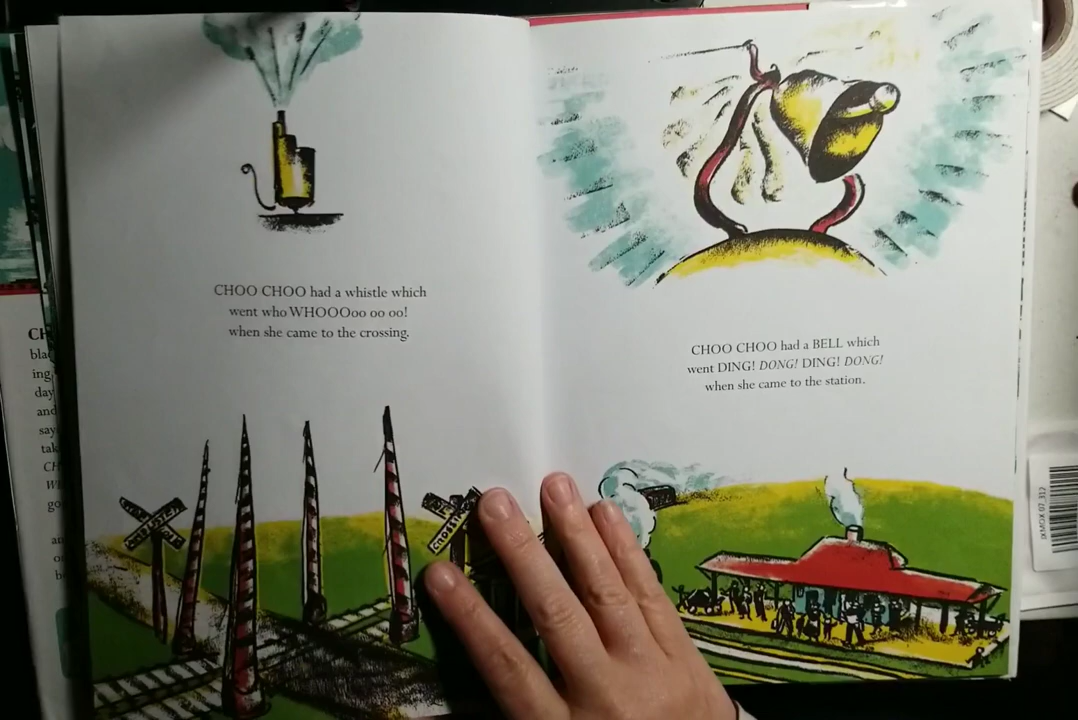 CHOO CHOO had a whistle which
went who WHOOOoo oo oo!
when she came to the crossing.
CHOO CHOO had a BELL which
went DING! DONG! DING! DONG!
when she came to the station.